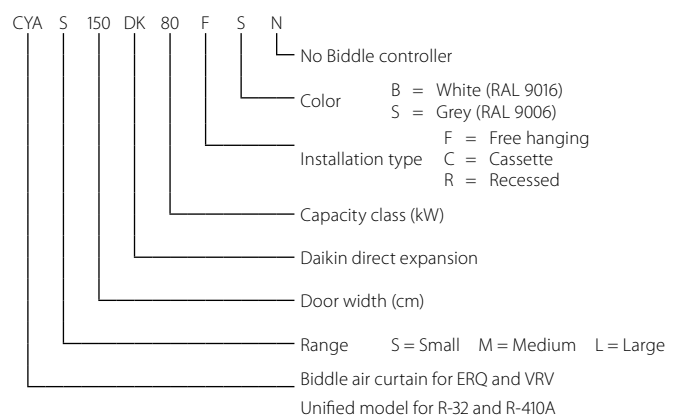 CYA S 150 DK 80 F S N
No Biddle controller
Color B = White (RAL 9016)
S = Grey (RAL 9006)
Installation type F = Free hanging
C = Cassette
R = Recessed
Capacity class (kW)
Daikin direct expansion
Door width (cm)
Range S = Small M = Medium L = Large
Biddle air curtain for ERQ and VRV
Unified model for R-32 and R-410A